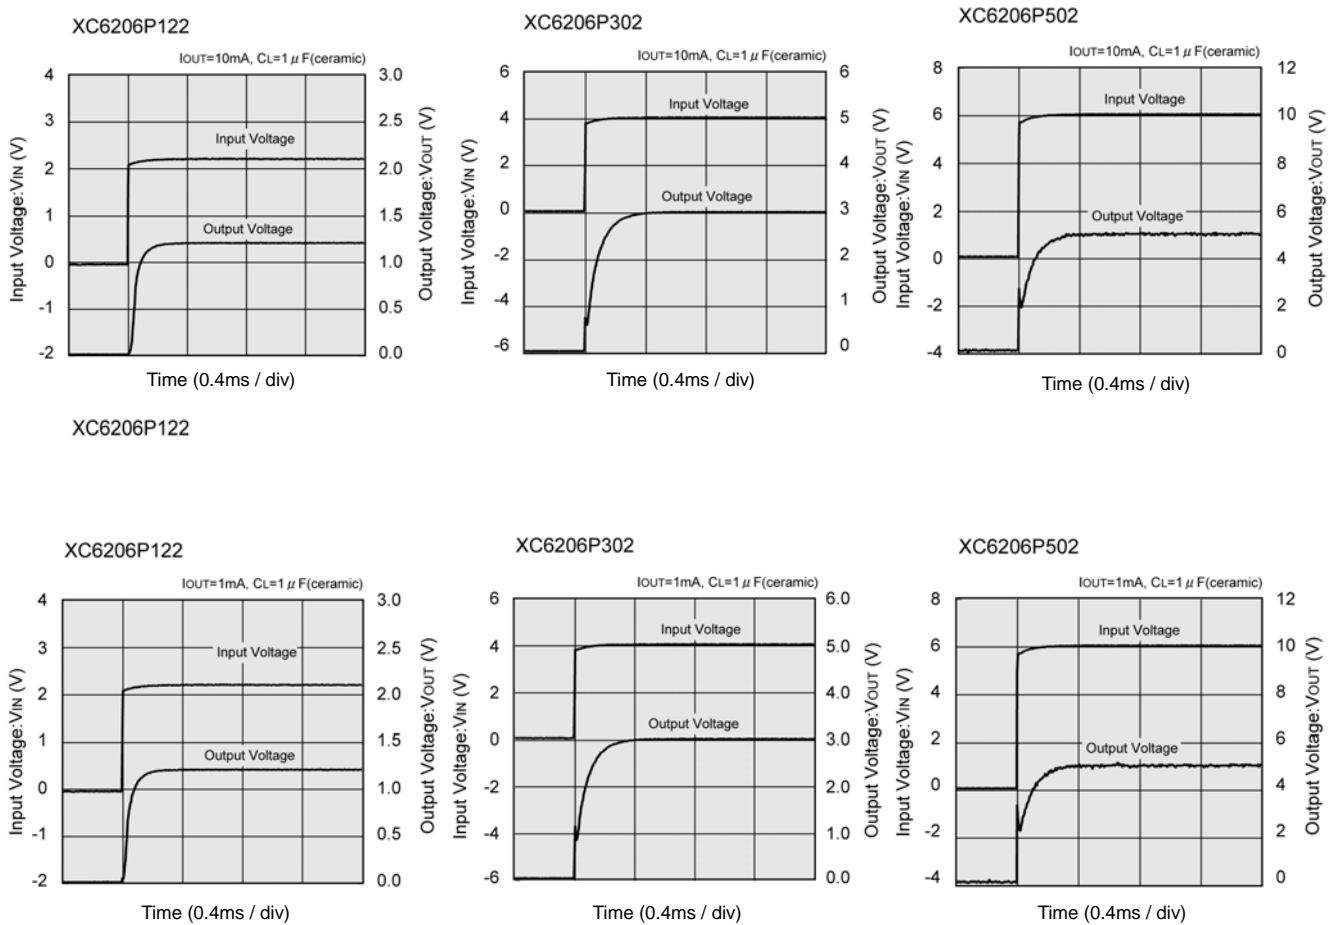 XC6206P122
IOUT=10mA, CL=1 μ F(ceramic)
4
3
2
1
0
-1
-2
Input Voltage:VIN (V)
Input Voltage
Output Voltage
3.0
2.5
2.0
1.5
1.0
0.5
0.0
Output Voltage:VOUT (V)
Time (0.4ms / div)
XC6206P302
IOUT=10mA, CL=1 μ F(ceramic)
6
4
2
0
-2
-4
-6
Input Voltage:VIN (V)
Input Voltage
Output Voltage
6
5
4
3
2
1
0
Output Voltage:VOUT (V)
Time (0.4ms / div)
XC6206P502
IOUT=10mA, CL=1 μ F(ceramic)
8
6
4
2
0
-2
-4
Input Voltage:VIN (V)
Input Voltage
Output Voltage
12
10
8
6
4
2
0
Output Voltage:VOUT (V)
Time (0.4ms / div)
XC6206P122
XC6206P122
IOUT=1mA, CL=1 μ F(ceramic)
4
3
2
1
0
-1
-2
Input Voltage:VIN (V)
Input Voltage
Output Voltage
3.0
2.5
2.0
1.5
1.0
0.5
0.0
Output Voltage:VOUT (V)
Time (0.4ms / div)
XC6206P302
IOUT=1mA, CL=1 μ F(ceramic)
6
4
2
0
-2
-4
-6
Input Voltage:VIN (V)
Input Voltage
Output Voltage
6.0
5.0
4.0
3.0
2.0
1.0
0.0
Output Voltage:VOUT (V)
Time (0.4ms / div)
XC6206P502
IOUT=1mA, CL=1 μ F(ceramic)
8
6
4
2
0
-2
-4
Input Voltage:VIN (V)
Input Voltage
Output Voltage
12
10
8
6
4
2
0.0
Output Voltage:VOUT (V)
Time (0.4ms / div)